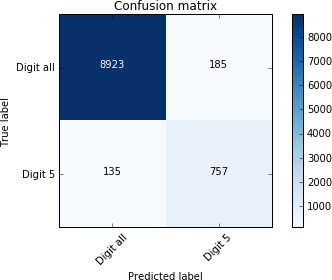 Confusion matrix
True label
Digit all
8923
185
Digit 5
135
757
Digit all
Digit 5
Predicted label
8000
7000
6000
5000
4000
3000
2000
1000